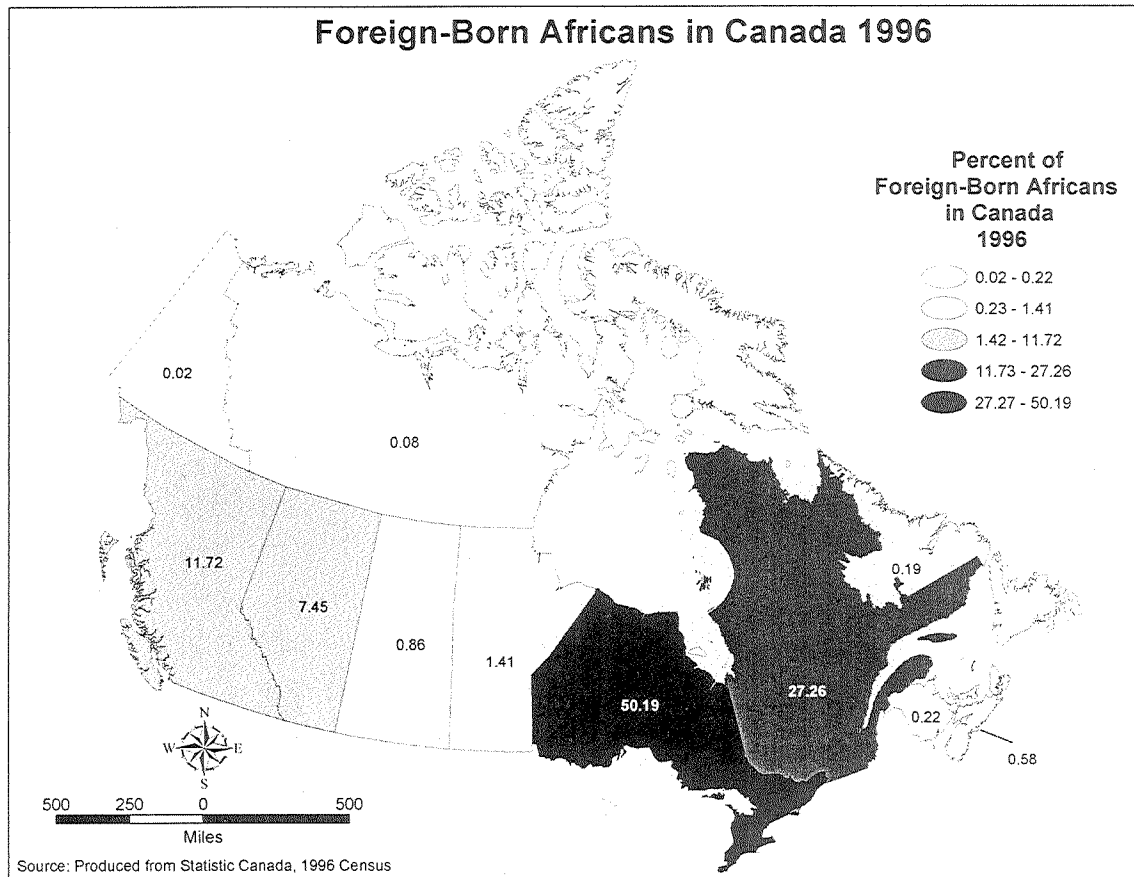 Foreign-Born Africans in Canada 1996
Percent of
Foreign-Born Africans
in Canada
1996
0.02 - 0.22
0.23 - 1.41
1.42 - 11.72
11.73 - 27.26
27.27 - 50.19
0.02
0.08
11.72
7.45
0.86
1.41
50.19
27.26
0.19
0.22
0.58
N
W E
S
500 250 0 500
Miles
Source: Produced from Statistic Canada, 1996 Census